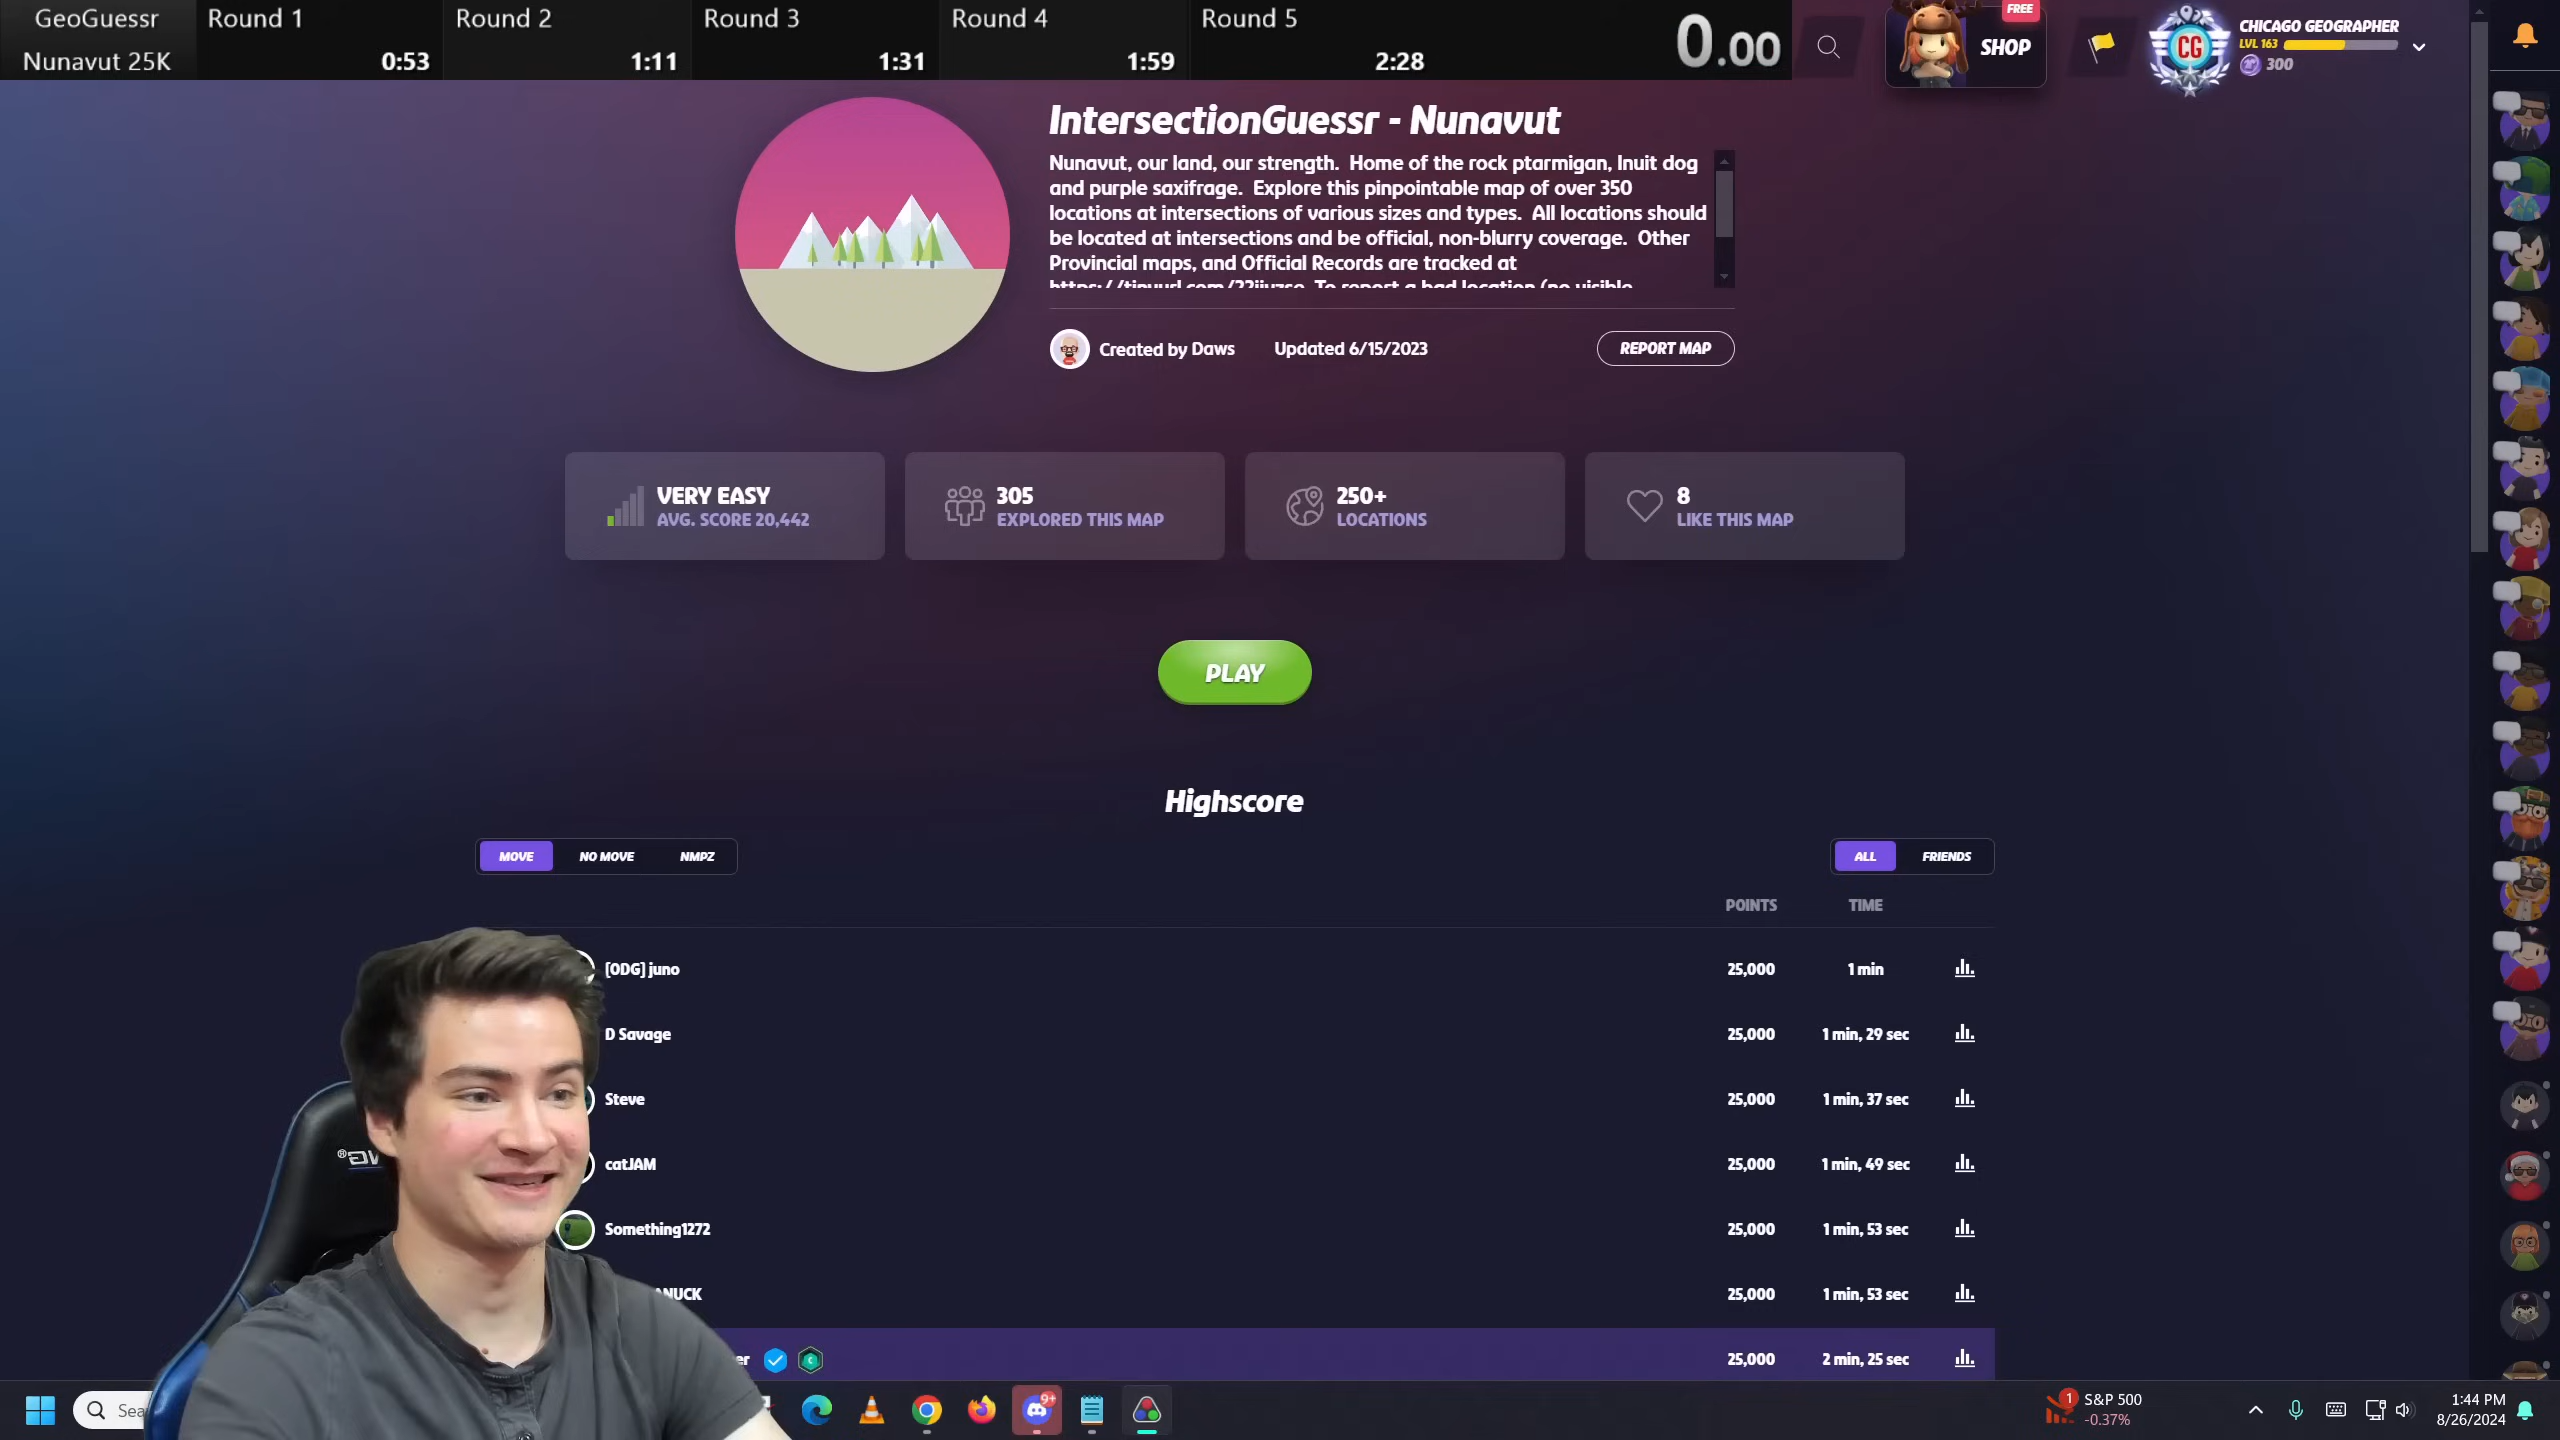 GeoGuessr
Nunavut 25K
Round 1
0:53
Round 2
1:11
Round 3
1:31
Round 4
1:59
Round 5
2:28
0.00
FREE
SHOP
CG
CHICAGO GEOGRAPHER
LVL 163
300
IntersectionGuessr - Nunavut
Nunavut, our land, our strength. Home of the rock ptarmigan, Inuit dog
and purple saxifrage. Explore this pinpointable map of over 350
locations at intersections of various sizes and types. All locations should
be located at intersections and be official, non-blurry coverage. Other
Provincial maps, and Official Records are tracked at
Created by Daws
Updated 6/15/2023
REPORT MAP
VERY EASY
AVG. SCORE 20,442
305
EXPLORED THIS MAP
250+
LOCATIONS
8
LIKE THIS MAP
PLAY
Highscore
MOVE
NO MOVE
NMPZ
ALL
FRIENDS
POINTS
TIME
[ODG] juno
25,000
1 min
D Savage
25,000
1 min, 29 sec
Steve
25,000
1 min, 37 sec
catJAM
25,000
1 min, 49 sec
Something1272
25,000
1 min, 53 sec
ANUCK
25,000
1 min, 53 sec
er
25,000
2 min, 25 sec
Sea
9+
1
S&P 500
-0.37%
1:44 PM
8/26/2024